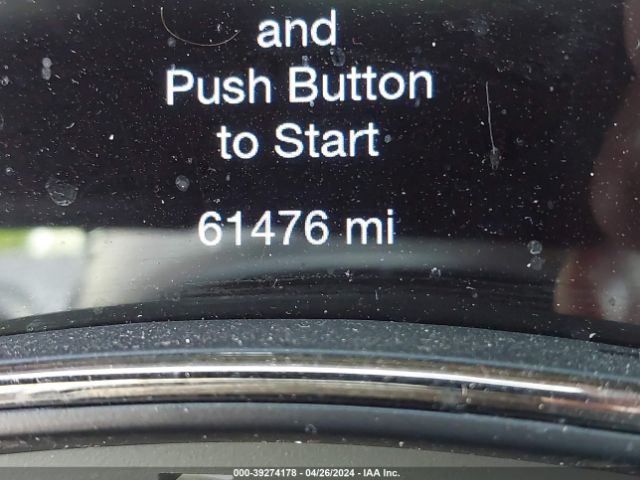 and
Push Button
to Start
61476 mi
000-39274178 - 04/26/2024 - IAA Inc.